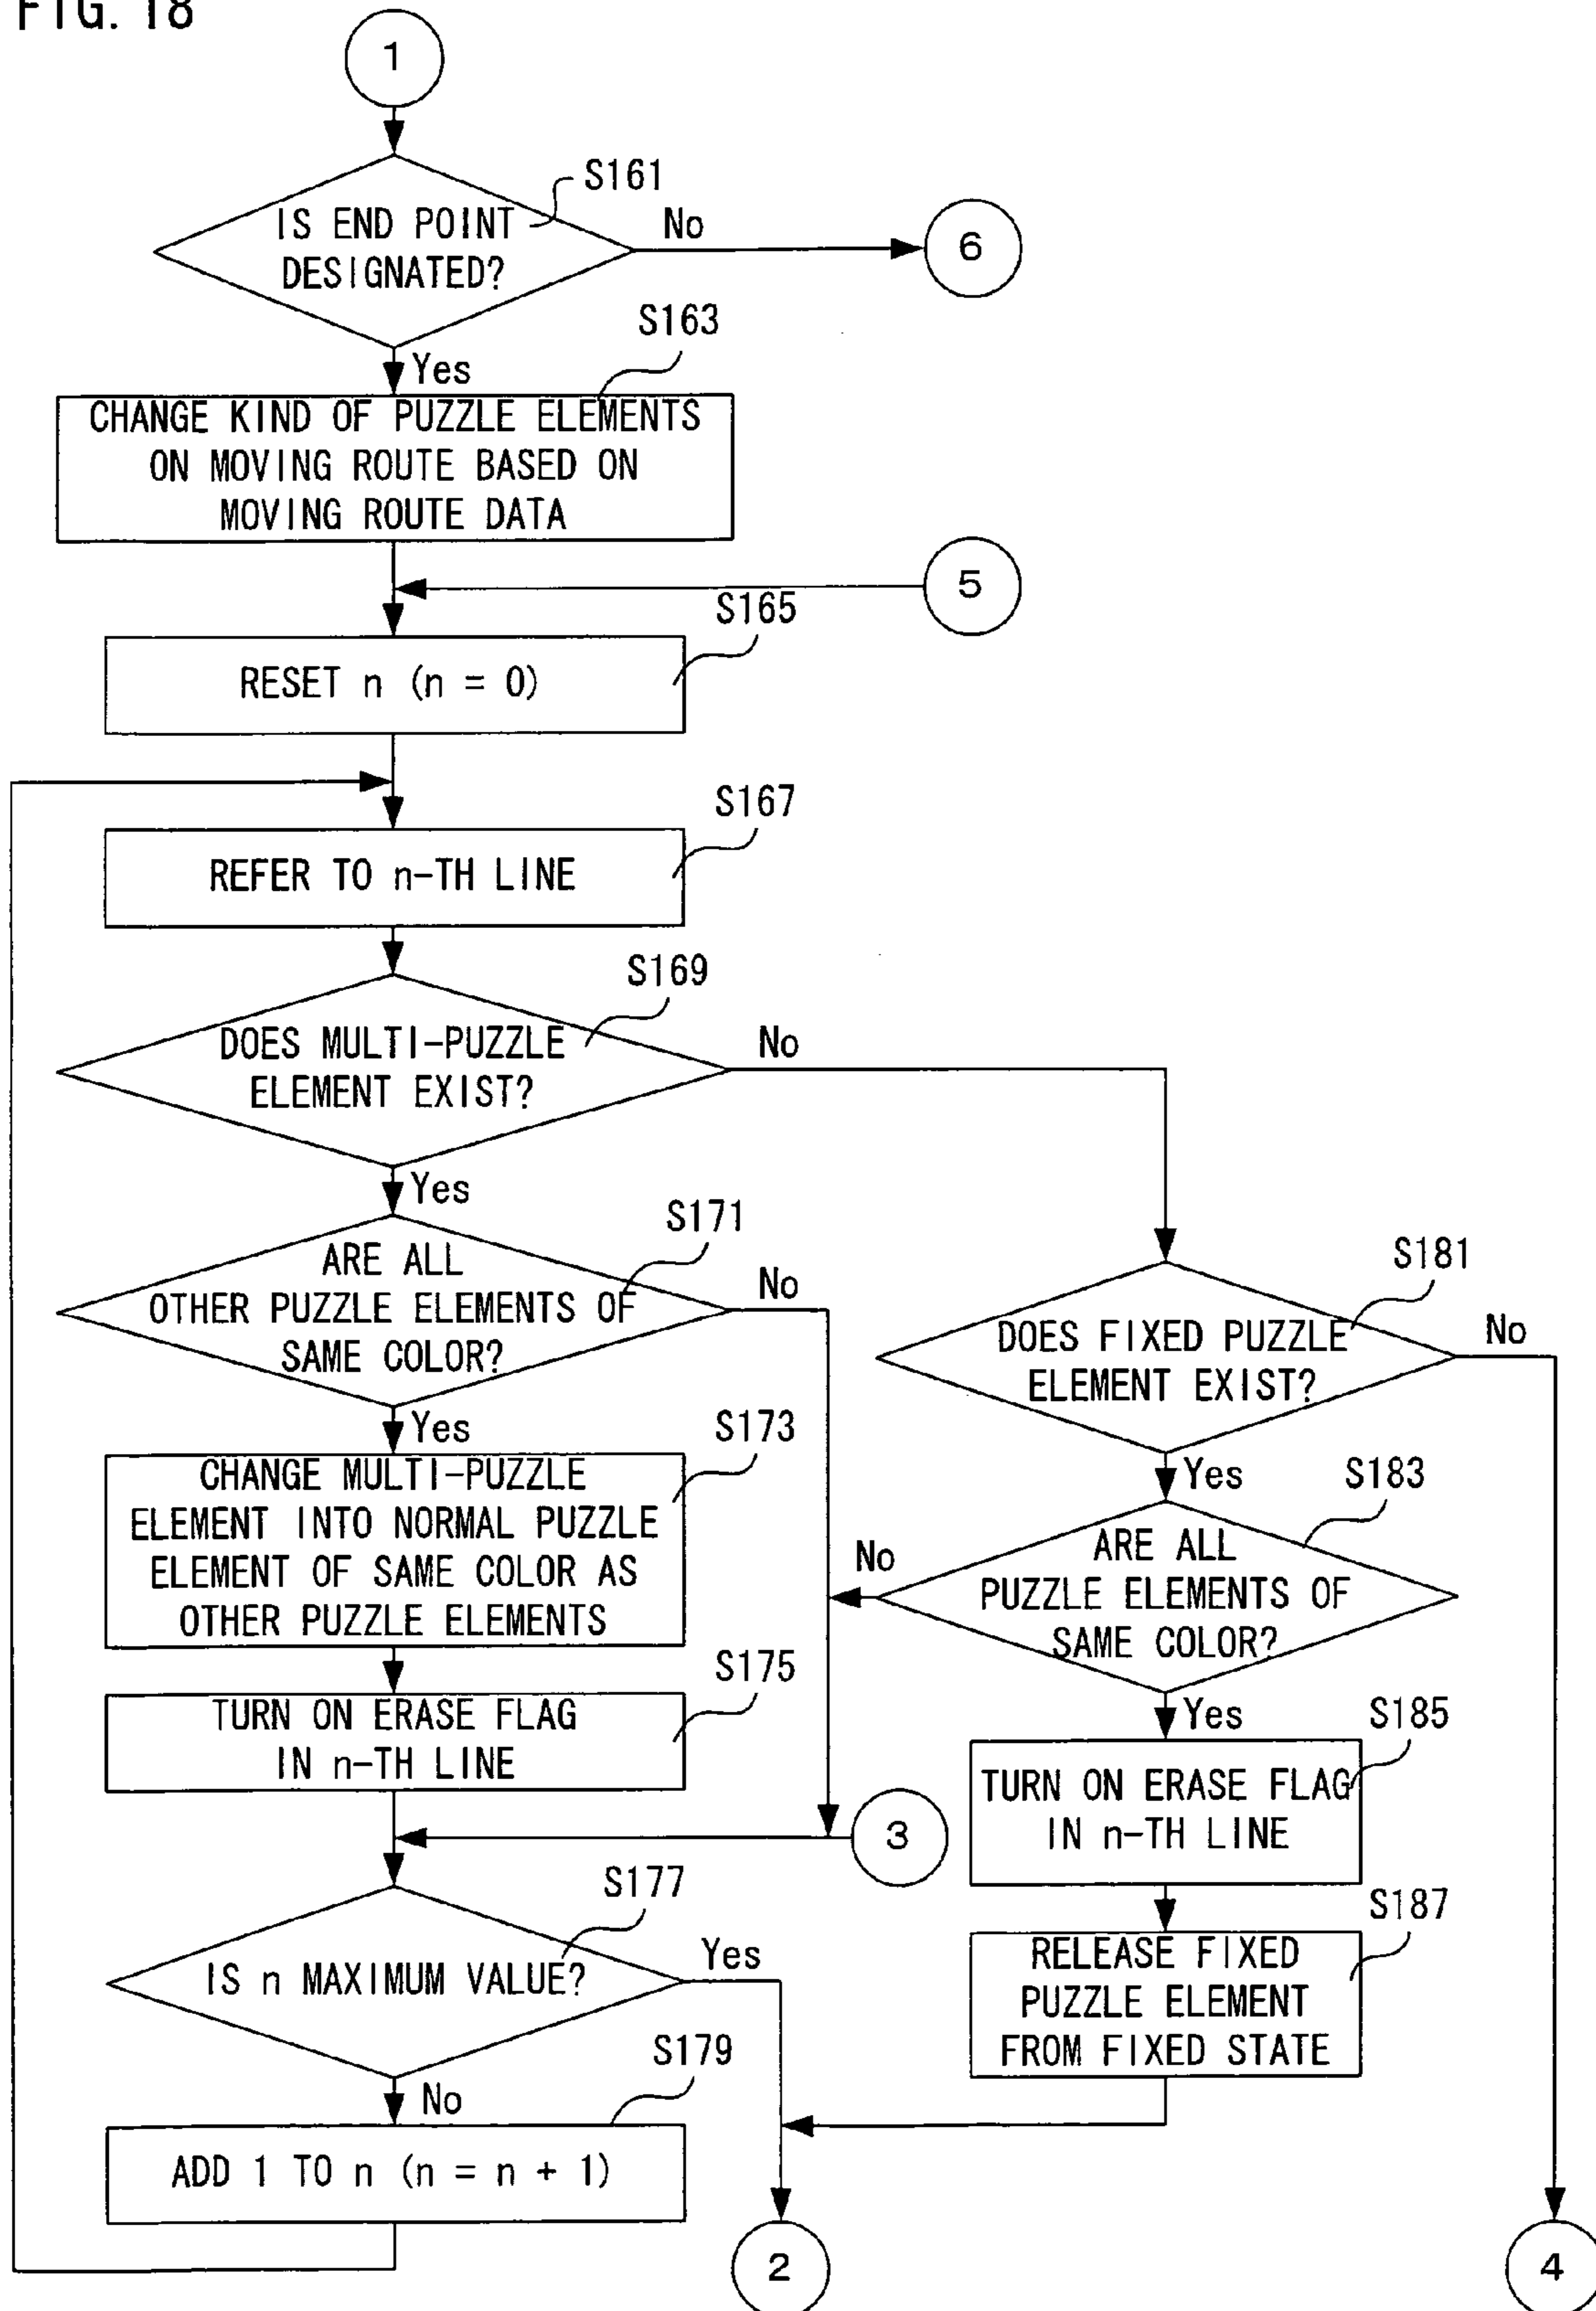 FIG. 18
1
S161
IS END POINT
DESIGNATED?
No
6
Yes
S163
CHANGE KIND OF PUZZLE ELEMENTS
ON MOVING ROUTE BASED ON
MOVING ROUTE DATA
5
S165
RESET n (n = 0)
S167
REFER TO n-TH LINE
S169
DOES MULTI-PUZZLE
ELEMENT EXIST?
No
Yes
S171
ARE ALL
OTHER PUZZLE ELEMENTS OF
SAME COLOR?
No
Yes
S173
CHANGE MULTI-PUZZLE
ELEMENT INTO NORMAL PUZZLE
ELEMENT OF SAME COLOR AS
OTHER PUZZLE ELEMENTS
S175
TURN ON ERASE FLAG
IN n-TH LINE
3
S177
IS n MAXIMUM VALUE?
Yes
No
S179
ADD 1 TO n (n = n + 1)
2
S181
DOES FIXED PUZZLE
ELEMENT EXIST?
No
Yes
S183
ARE ALL
PUZZLE ELEMENTS OF
SAME COLOR?
No
Yes
S185
TURN ON ERASE FLAG
IN n-TH LINE
S187
RELEASE FIXED
PUZZLE ELEMENT
FROM FIXED STATE
4